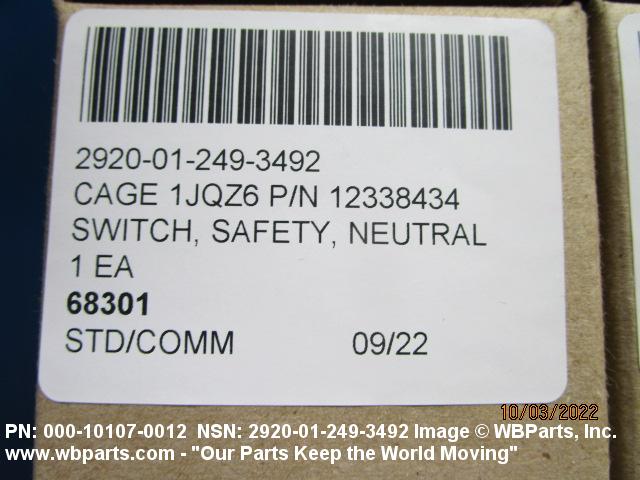 2920-01-249-3492
CAGE 1JQZ6 P/N 12338434
SWITCH, SAFETY, NEUTRAL
1 EA
68301
STD/COMM 09/22
10/03/2022
PN: 000-10107-0012 NSN: 2920-01-249-3492 Image © WBParts, Inc.
www.wbparts.com - "Our Parts Keep the World Moving"